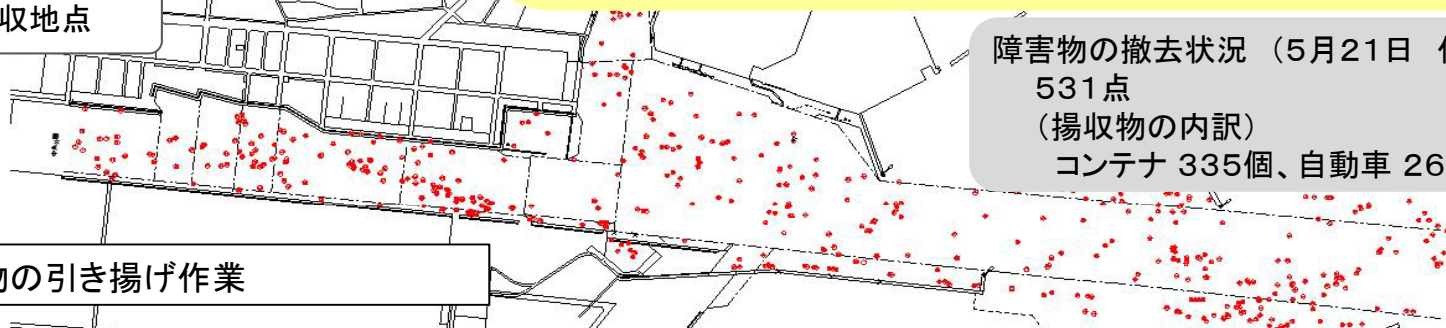 収地点
障害物の撤去状況 (5月21日
531点
(揚収物の内訳)
コンテナ 335個、自動車 26
物の引き揚げ作業